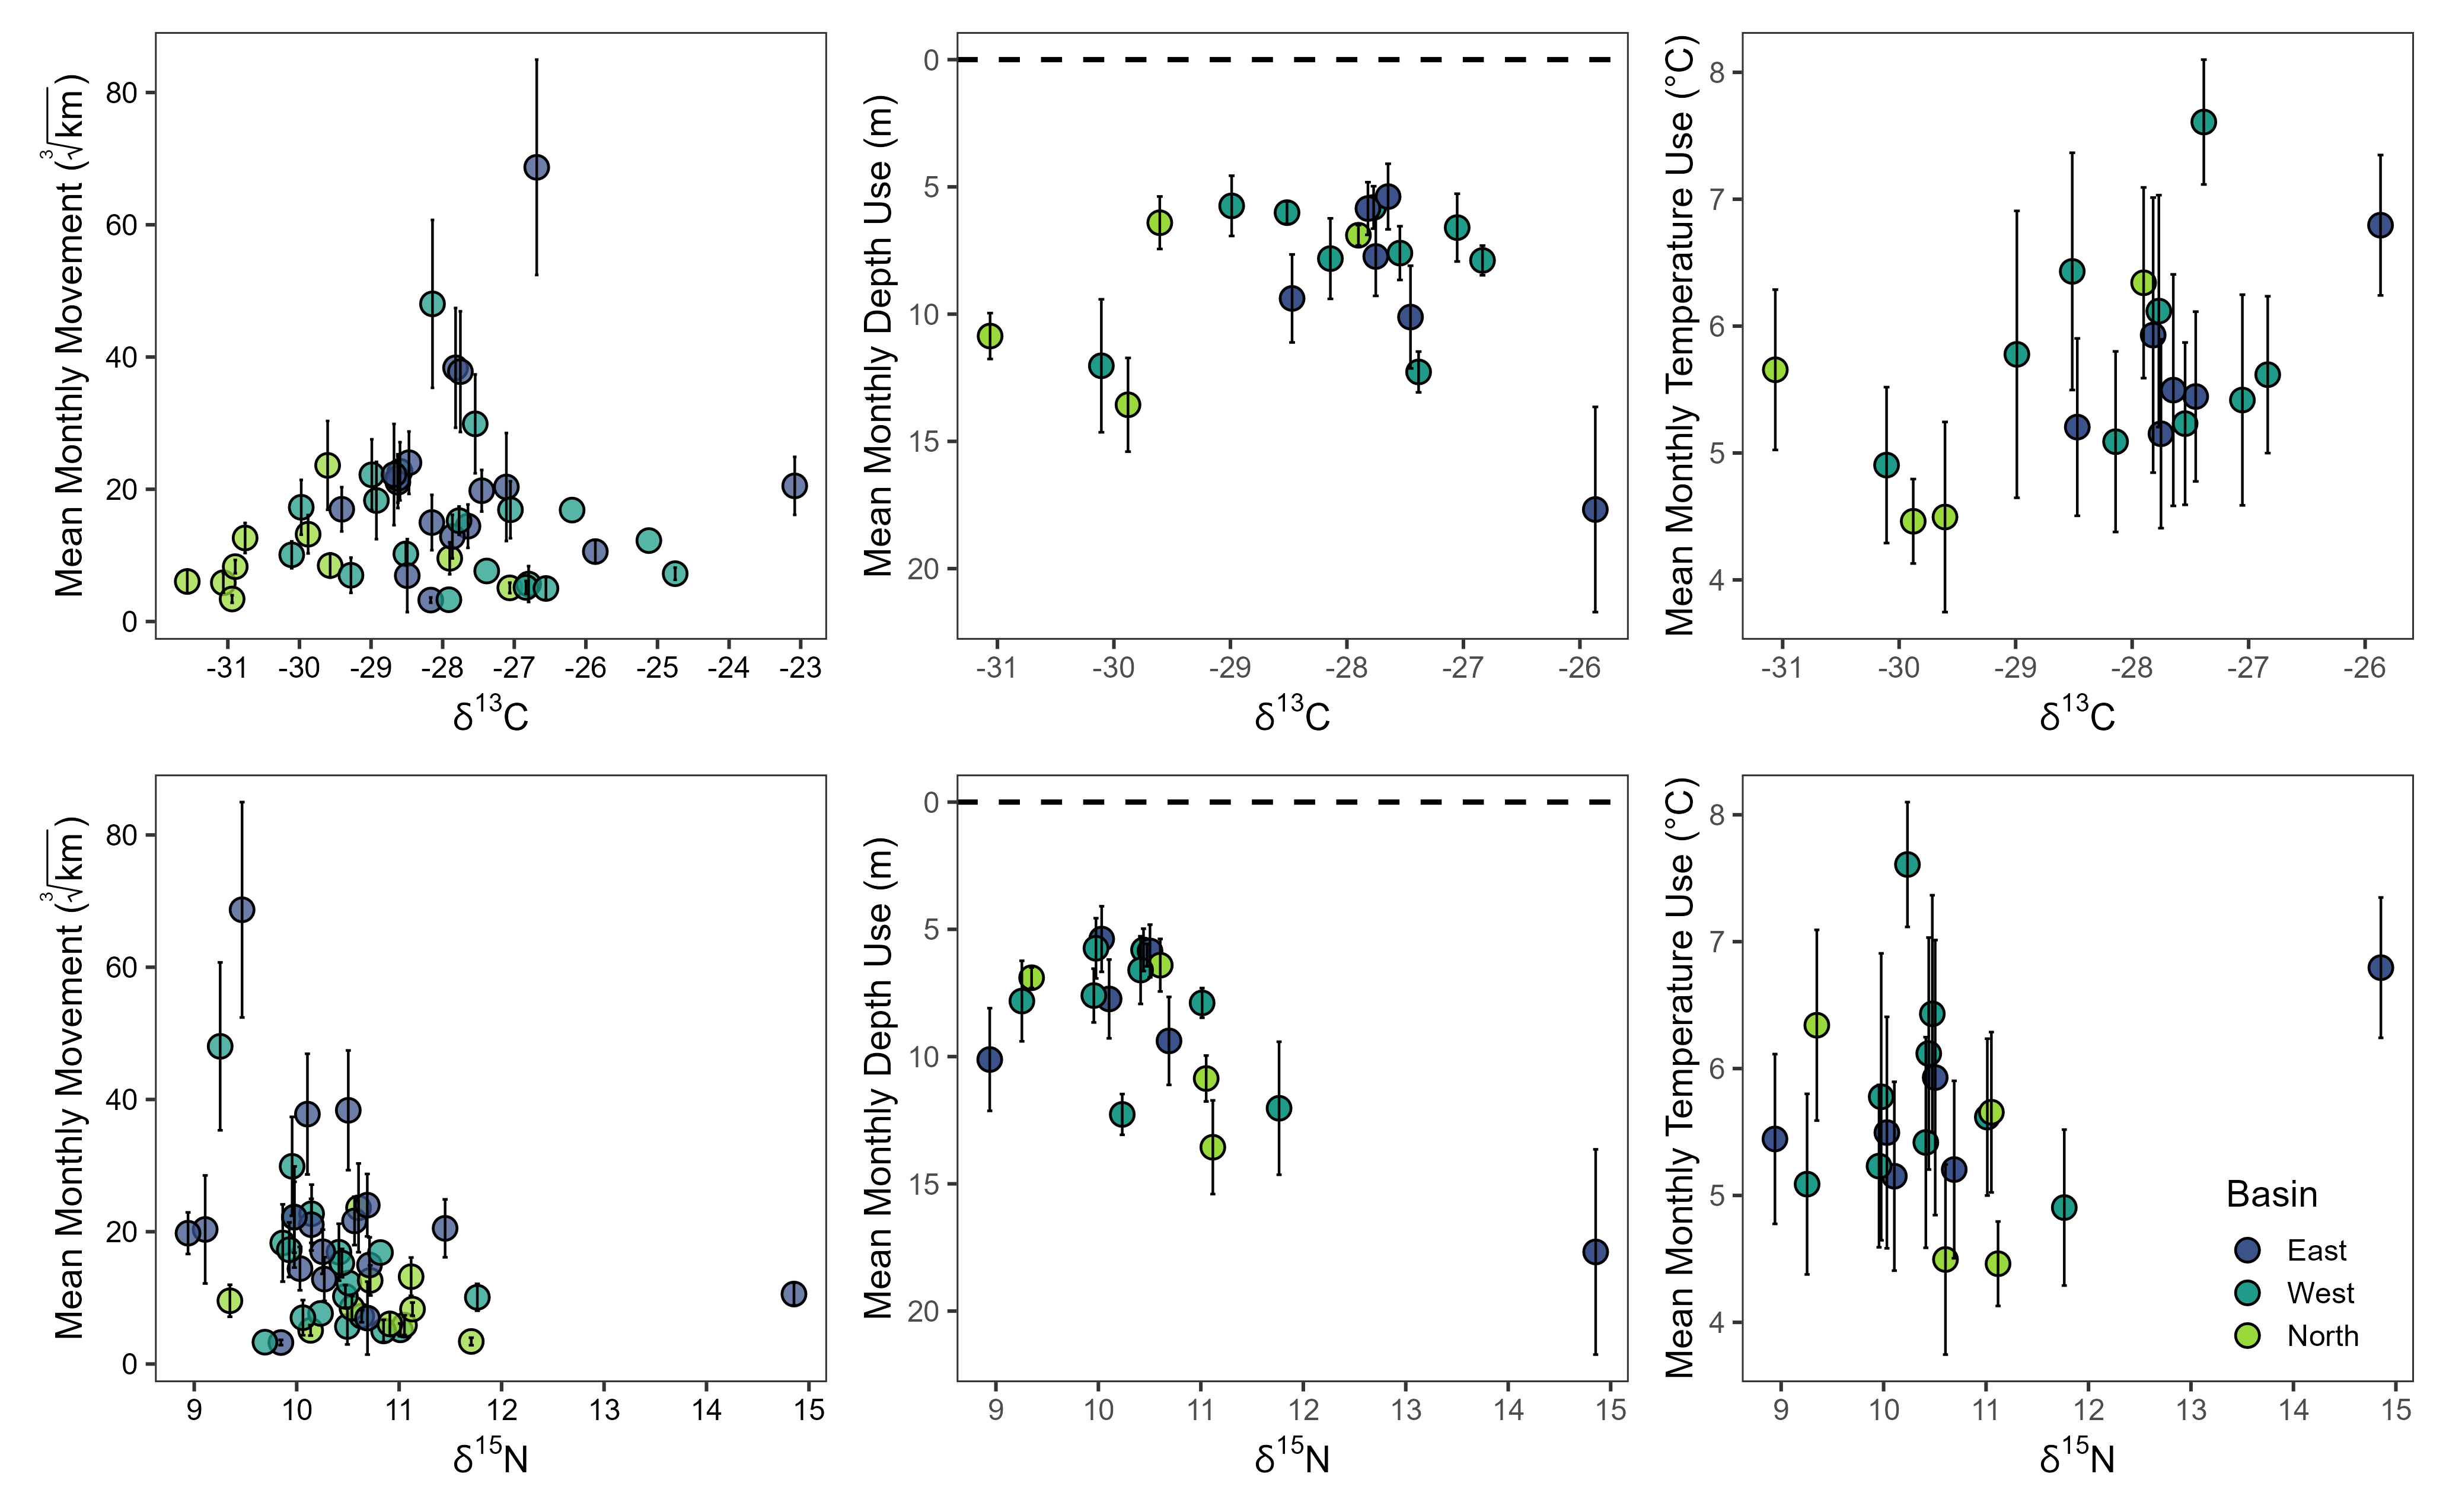 Mean Monthly Movement (∛km)
80
60
40
20
0
-31 -30 -29 -28 -27 -26 -25 -24 -23
δ¹³C
Mean Monthly Depth Use (m)
0
5
10
15
20
-31 -30 -29 -28 -27 -26
δ¹³C
Mean Monthly Temperature Use (°C)
8
7
6
5
4
-31 -30 -29 -28 -27 -26
δ¹³C
Mean Monthly Movement (∛km)
80
60
40
20
0
9 10 11 12 13 14 15
δ¹⁵N
Mean Monthly Depth Use (m)
0
5
10
15
20
9 10 11 12 13 14 15
δ¹⁵N
Mean Monthly Temperature Use (°C)
8
7
6
5
4
9 10 11 12 13 14 15
δ¹⁵N
Basin
East
West
North